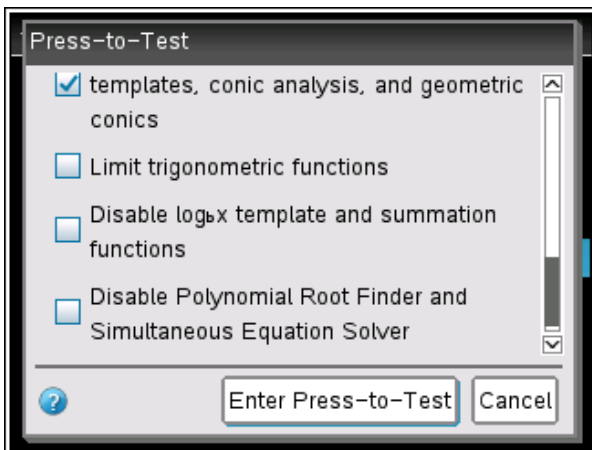 Press-to-Test
templates, conic analysis, and geometric
conics
Limit trigonometric functions
Disable logьx template and summation
functions
Disable Polynomial Root Finder and
Simultaneous Equation Solver
?
Enter Press-to-Test
Cancel